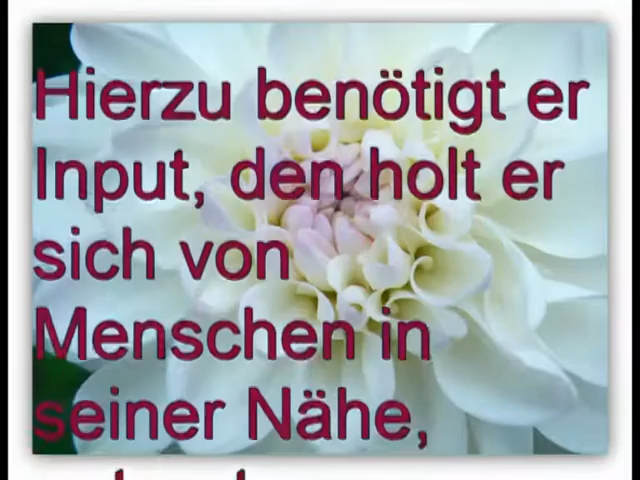 Hierzu benötigt er
Input, den holt er
sich von
Menschen in
seiner Nähe,